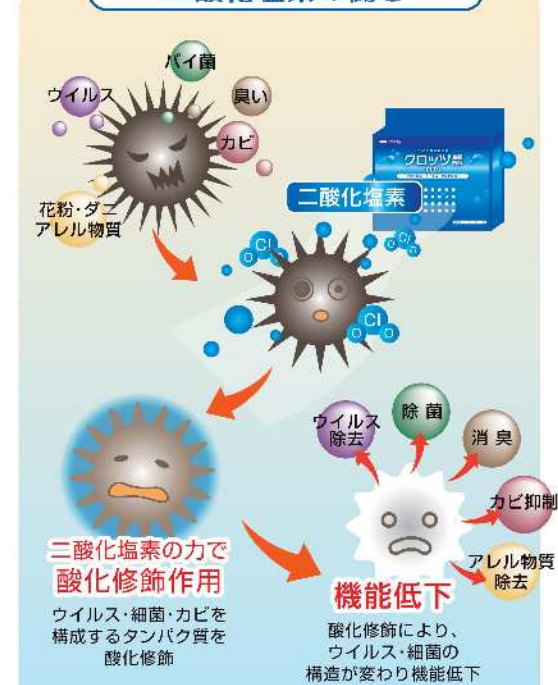 二酸化塩素の働き
バイ菌
ウイルス
臭い
カビ
花粉・ダニ
アレル物質
クロッツ
二酸化塩素
Cl
O
O
Cl
O
O
Cl
O
O
ウイルス
除去
除菌
消臭
カビ抑制
アレル物質
除去
二酸化塩素の力で
酸化修飾作用
ウイルス・細菌・カビを
構成するタンパク質を
酸化修飾
機能低下
酸化修飾により、
ウイルス・細菌の
構造が変わり機能低下